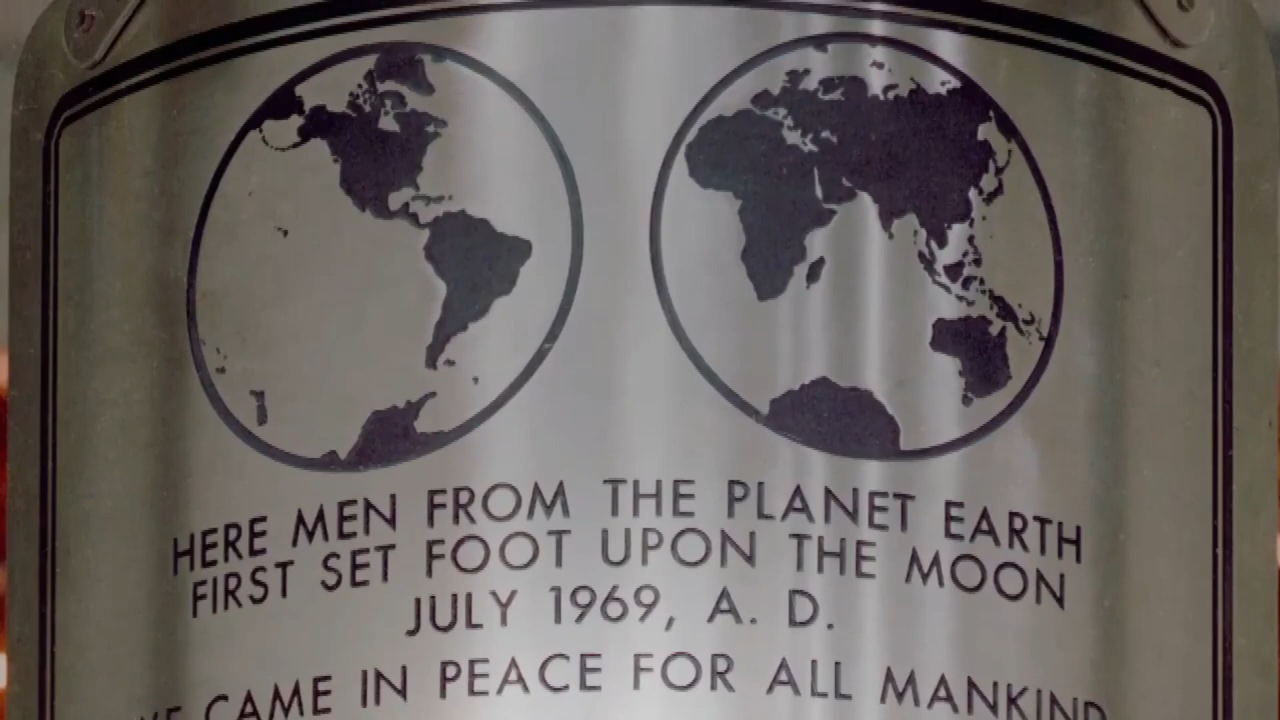 HERE MEN FROM THE PLANET EARTH
FIRST SET FOOT UPON THE MOON
JULY 1969, A. D.
WE CAME IN PEACE FOR ALL MANKIND